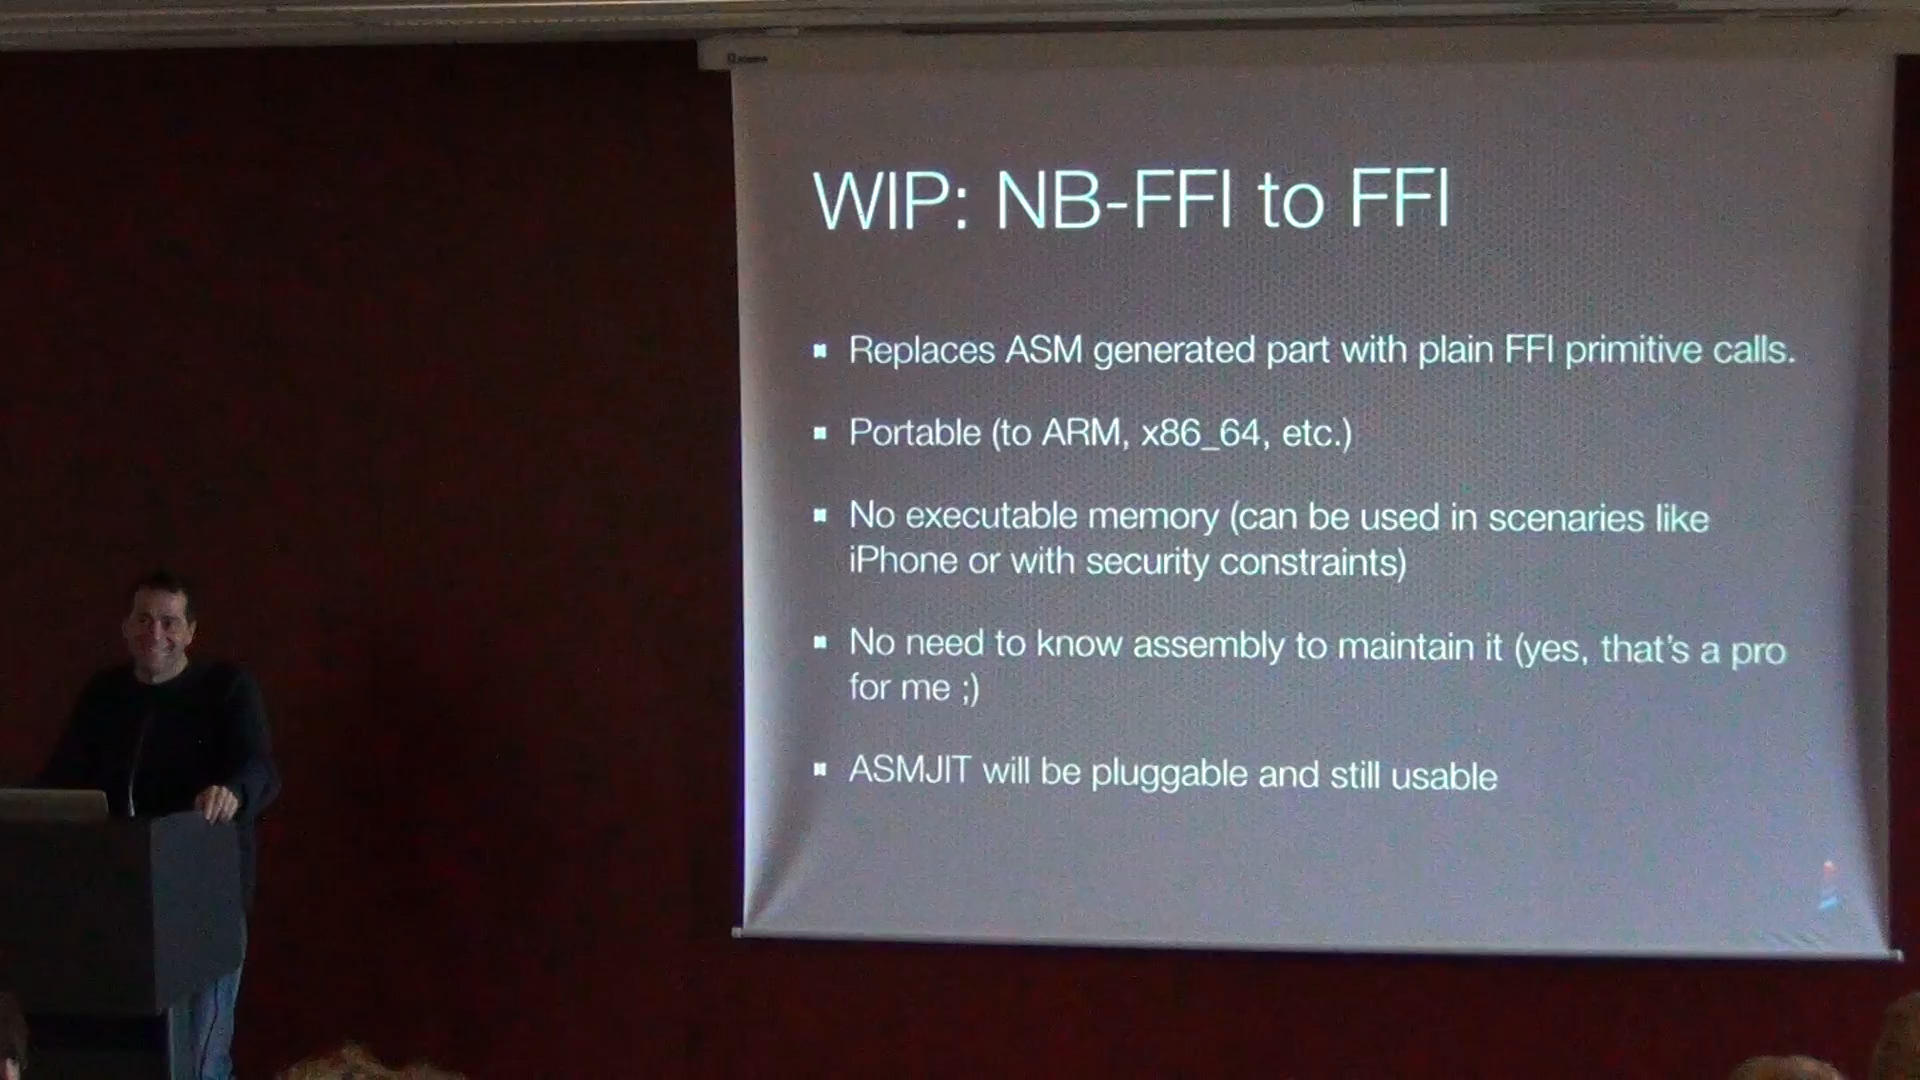 WIP: NB-FFI to FFI
Replaces ASM generated part with plain FFI primitive calls.
Portable (to ARM, x86_64, etc.)
No executable memory (can be used in scenaries like
iPhone or with security constraints)
No need to know assembly to maintain it (yes, that's a pro
for me ;)
ASMJIT will be pluggable and still usable